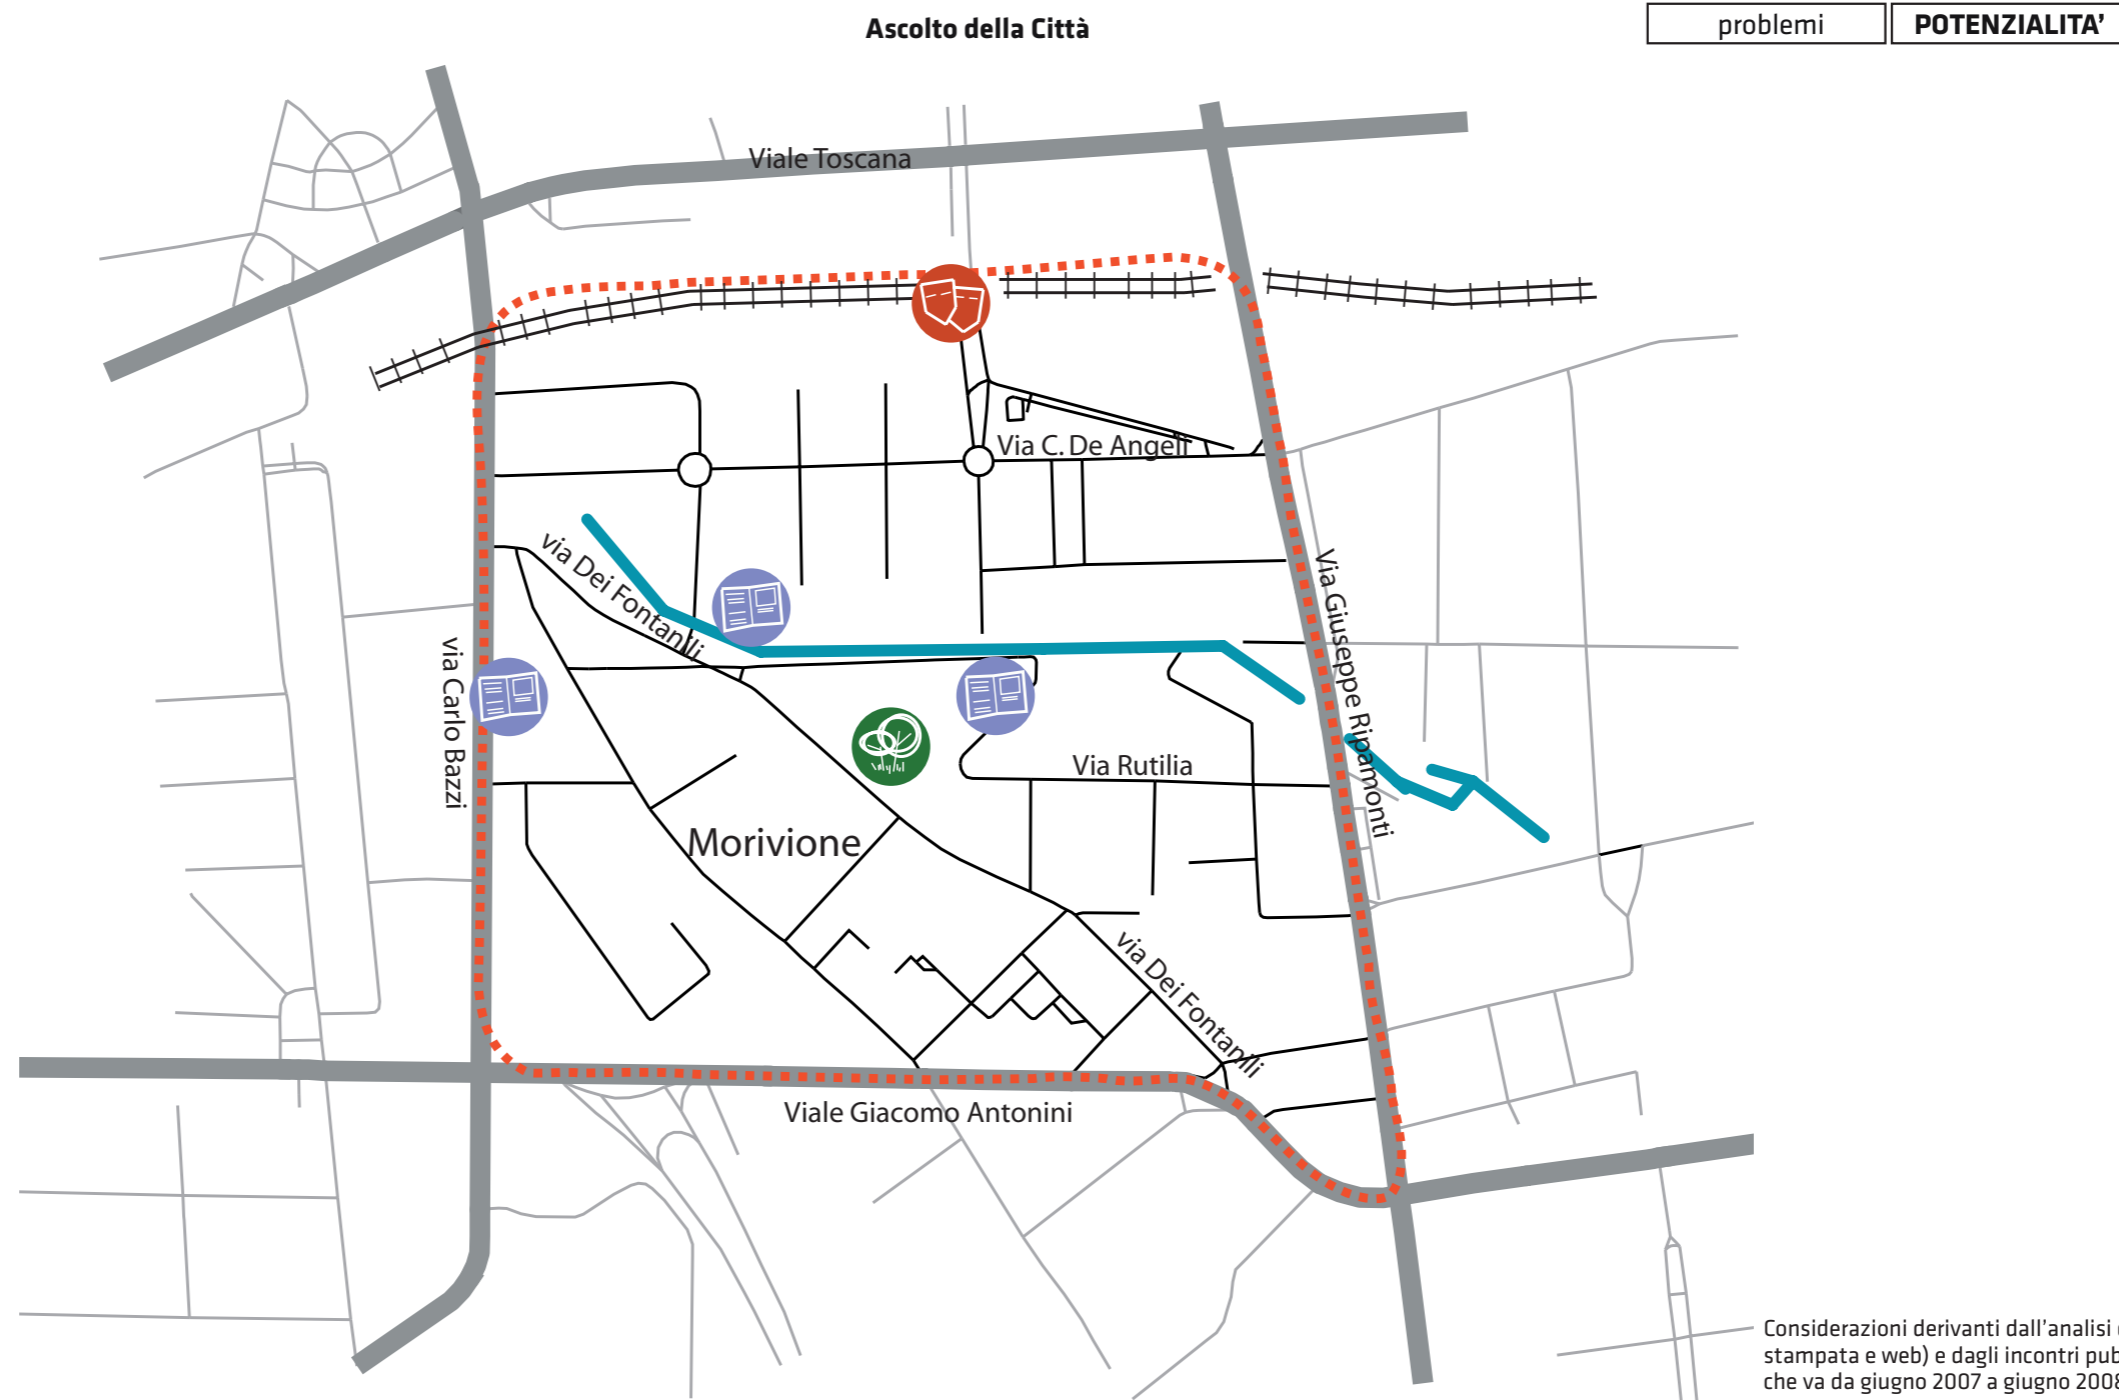 Ascolto della Città
problemi
POTENZIALITA’
Viale Toscana
Via C. De Angeli
via Dei Fontanili
Via Giuseppe Ripamonti
via Carlo Bazzi
Via Rutilia
Morivione
via Dei Fontanili
Viale Giacomo Antonini
Considerazioni derivanti dall'analisi
stampata e web) e dagli incontri
che va da giugno 2007 a giugno 2008